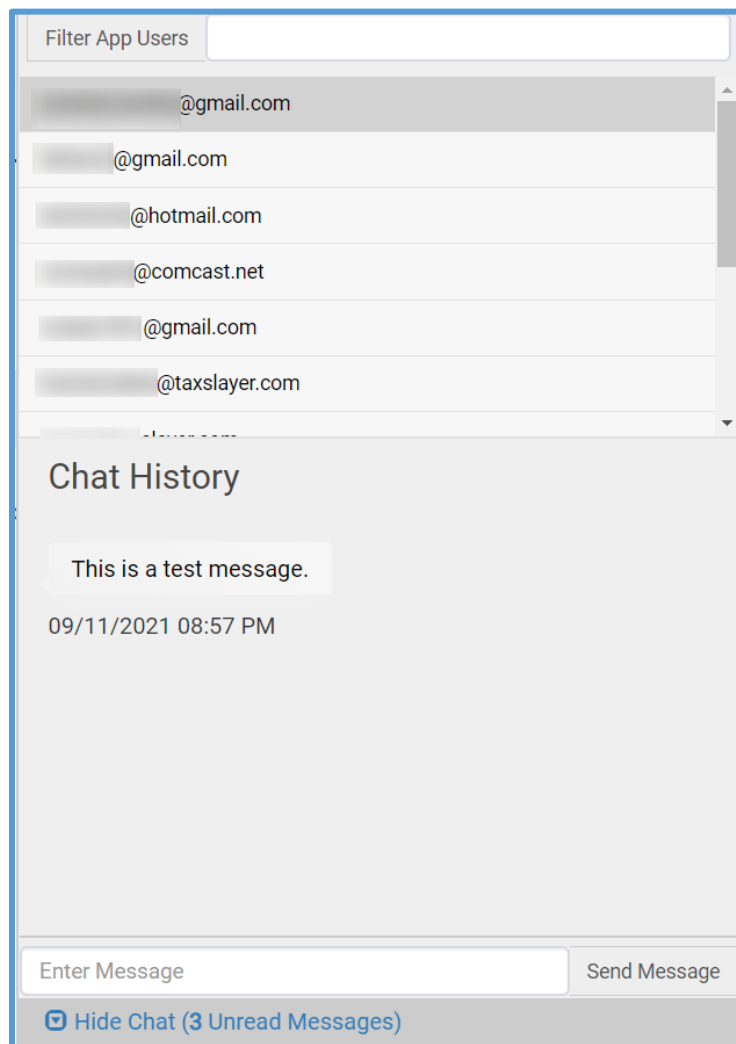 Filter App Users
@gmail.com
@gmail.com
@hotmail.com
@comcast.net
@gmail.com
@taxslayer.com
Chat History
This is a test message.
09/11/2021 08:57 PM
Enter Message
Send Message
Hide Chat (3 Unread Messages)